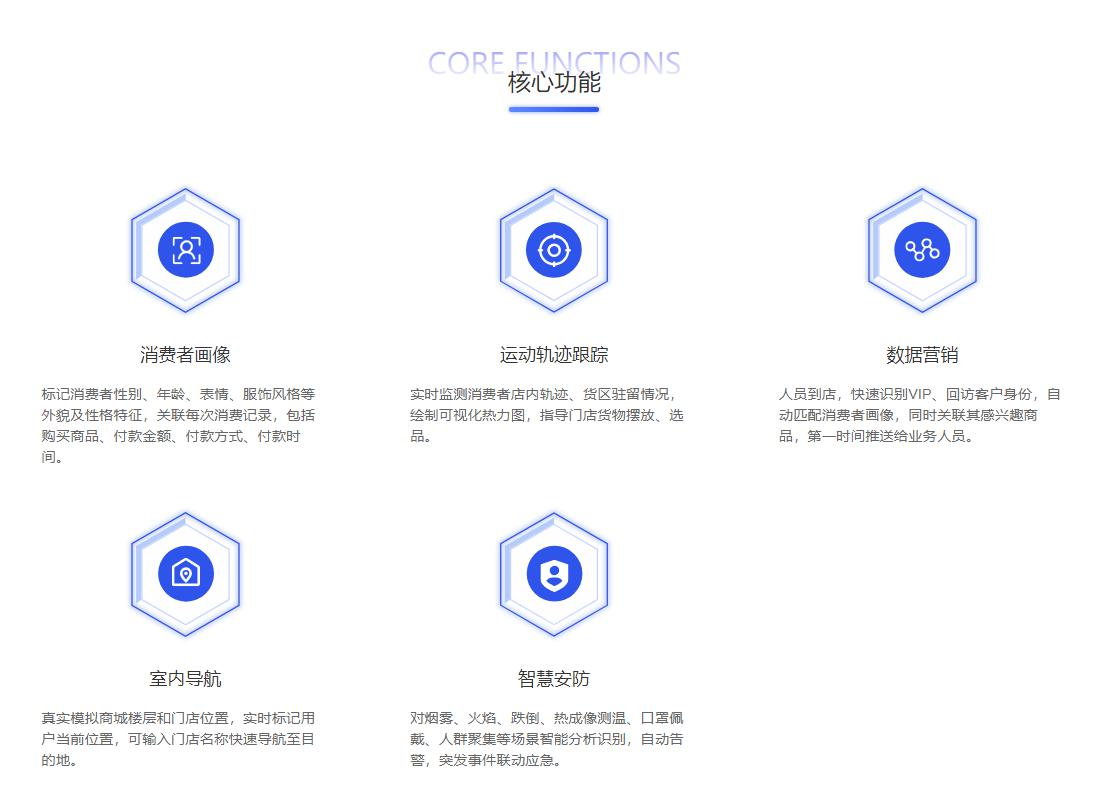 CORE FUNCTIONS
核心功能
消费者画像
标记消费者性别、年龄、表情、服饰风格等
外貌及性格特征，关联每次消费记录，包括
购买商品、付款金额、付款方式、付款时
间。
运动轨迹跟踪
实时监测消费者店内轨迹、货区驻留情况，
绘制可视化热力图，指导门店货物摆放、选
品。
数据营销
人员到店，快速识别VIP、回访客户身份，自
动匹配消费者画像，同时关联其感兴趣商
品，第一时间推送给业务人员。
室内导航
真实模拟商城楼层和门店位置，实时标记用
户当前位置，可输入门店名称快速导航至目
的地。
智慧安防
对烟雾、火焰、跌倒、热成像测温、口罩佩
戴、人群聚集等场景智能分析识别，自动告
警，突发事件联动应急。